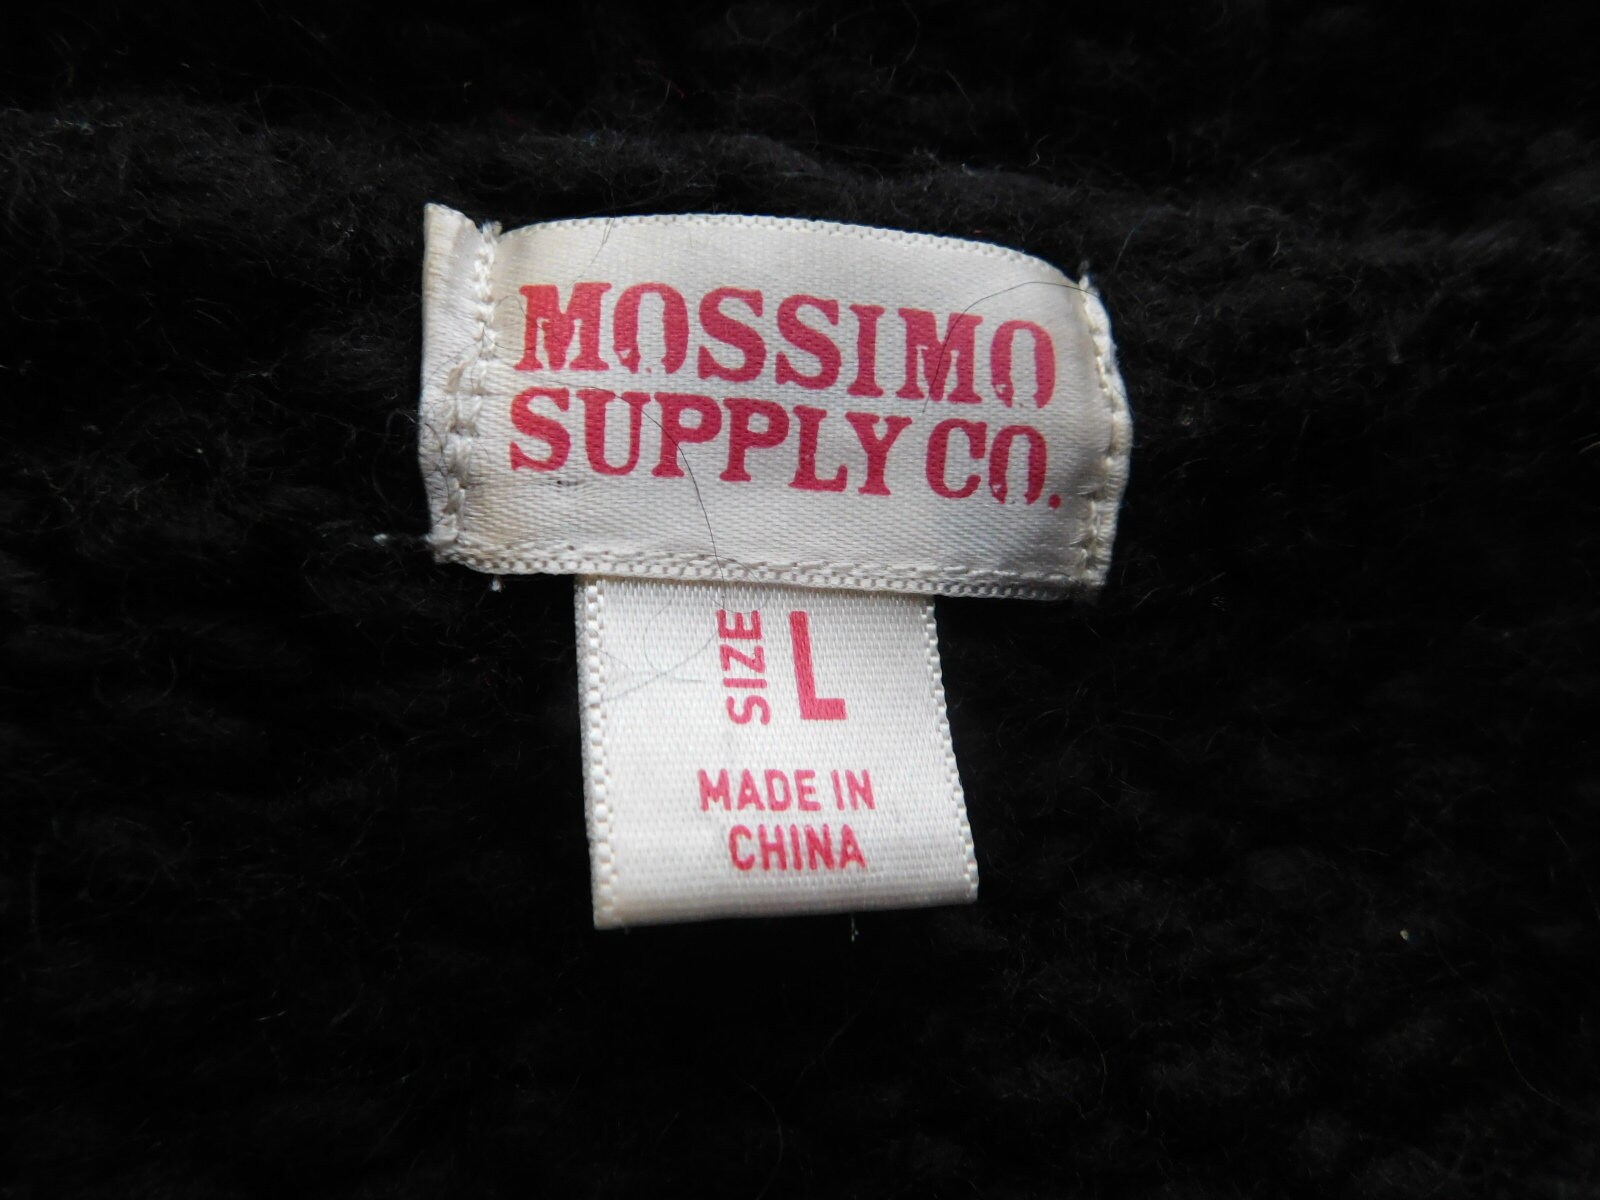 MOSSIMO
SUPPLY CO.
SIZE L
MADE IN
CHINA